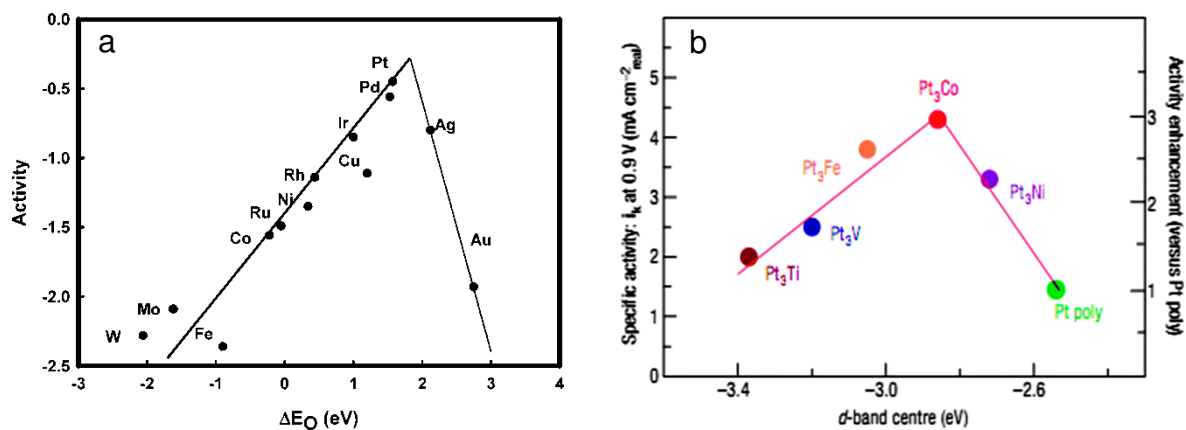 a
0.0
-0.5
-1.0
-1.5
-2.0
-2.5
Activity
Pt
Pd
Ag
Ir
Cu
Rh
Ni
Ru
Co
Au
Mo
W
Fe
-3 -2 -1 0 1 2 3 4
ΔE_O (eV)
b
Specific activity: i_k at 0.9 V (mA cm⁻²_real)
5
4
3
2
1
0
Pt₃Co
Pt₃Fe
Pt₃Ni
Pt₃V
Pt₃Ti
Pt poly
3
2
1
Activity enhancement (versus Pt poly)
−3.4 −3.0 −2.6
d-band centre (eV)